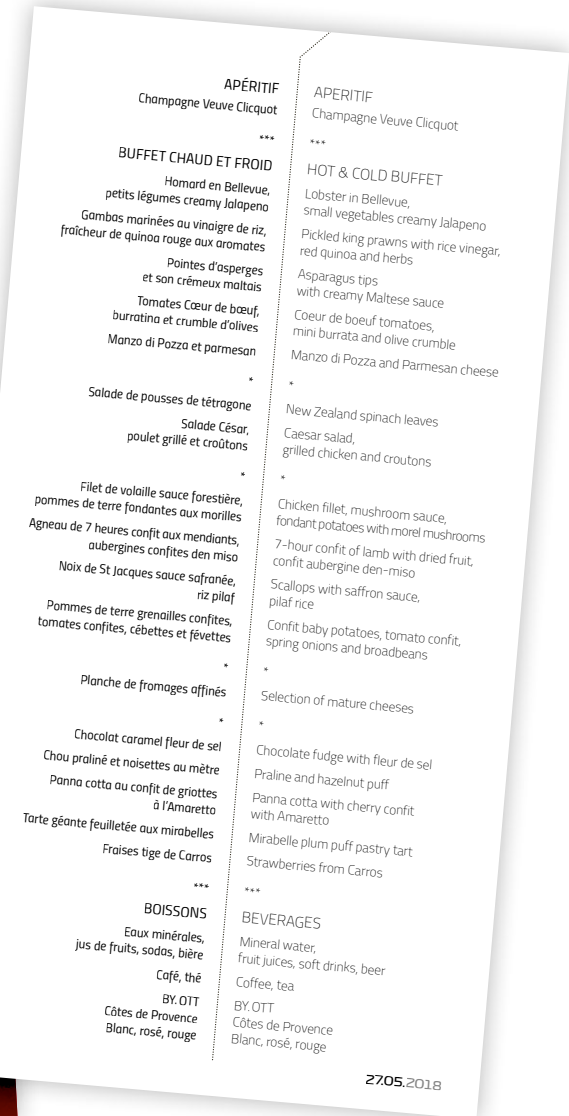 APÉRITIF
Champagne Veuve Clicquot
***
BUFFET CHAUD ET FROID
Homard en Bellevue,
petits légumes creamy Jalapeno
Gambas marinées au vinaigre de riz,
fraîcheur de quinoa rouge aux aromates
Pointes d'asperges
et son crémeux maltais
Tomates Cœur de bœuf,
burratina et crumble d'olives
Manzo di Pozza et parmesan
*
Salade de pousses de tétragone
Salade César,
poulet grillé et croûtons
*
Filet de volaille sauce forestière,
pommes de terre fondantes aux morilles
Agneau de 7 heures confit aux mendiants,
aubergines confites den miso
Noix de St Jacques sauce safranée,
riz pilaf
Pommes de terre grenailles confites,
tomates confites, cébettes et févettes
*
Planche de fromages affinés
*
Chocolat caramel fleur de sel
Chou praliné et noisettes au mètre
Panna cotta au confit de griottes
à l'Amaretto
Tarte géante feuilletée aux mirabelles
Fraises tige de Carros
***
BOISSONS
Eaux minérales,
jus de fruits, sodas, bière
Café, thé
BY. OTT
Côtes de Provence
Blanc, rosé, rouge
APERITIF
Champagne Veuve Clicquot
***
HOT & COLD BUFFET
Lobster in Bellevue,
small vegetables creamy Jalapeno
Pickled king prawns with rice vinegar,
red quinoa and herbs
Asparagus tips
with creamy Maltese sauce
Coeur de boeuf tomatoes,
mini burrata and olive crumble
Manzo di Pozza and Parmesan cheese
*
New Zealand spinach leaves
Caesar salad,
grilled chicken and croutons
*
Chicken fillet, mushroom sauce,
fondant potatoes with morel mushrooms
7-hour confit of lamb with dried fruit,
confit aubergine den-miso
Scallops with saffron sauce,
pilaf rice
Confit baby potatoes, tomato confit,
spring onions and broadbeans
*
Selection of mature cheeses
*
Chocolate fudge with fleur de sel
Praline and hazelnut puff
Panna cotta with cherry confit
with Amaretto
Mirabelle plum puff pastry tart
Strawberries from Carros
***
BEVERAGES
Mineral water,
fruit juices, soft drinks, beer
Coffee, tea
BY. OTT
Côtes de Provence
Blanc, rosé, rouge
27.05.2018